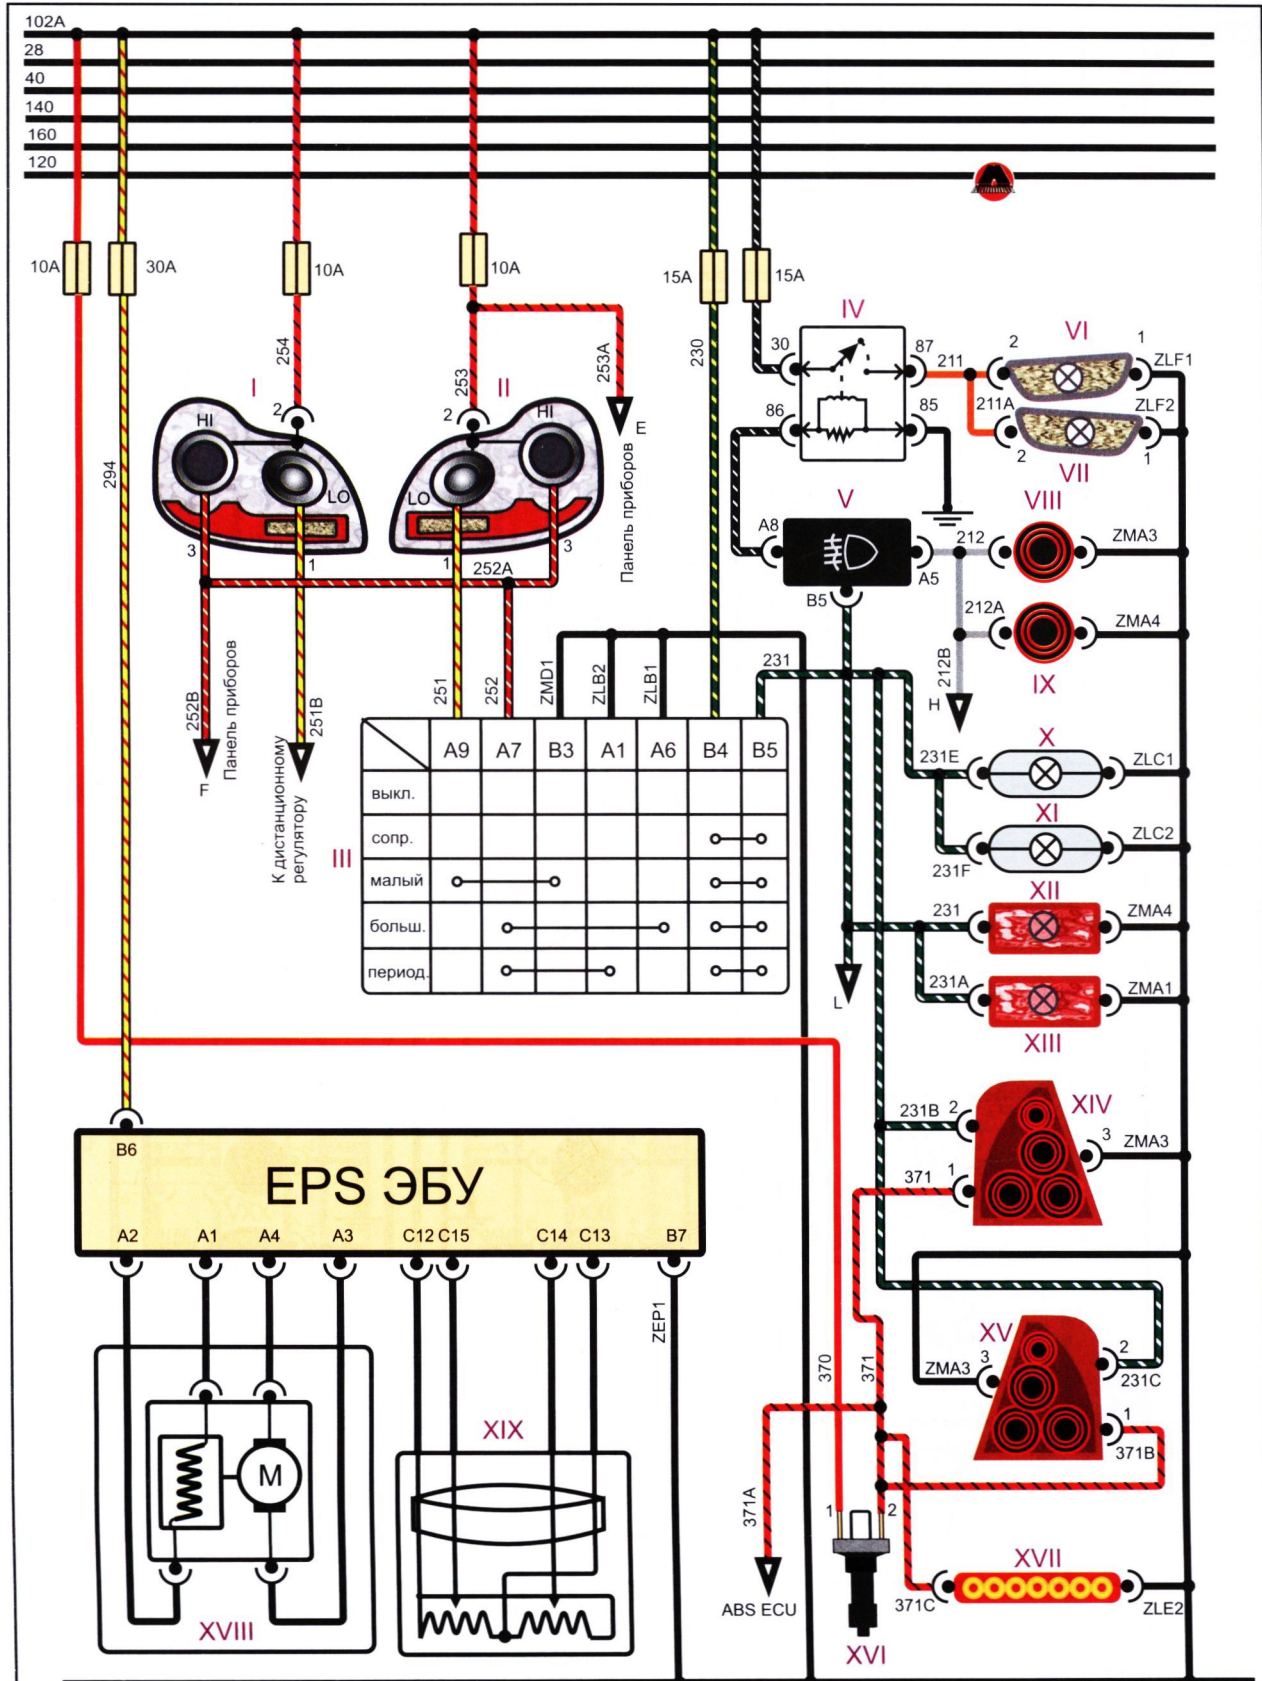 102A
28
40
140
160
120
10A
30A
10A
10A
15A
15A
254
253
253A
230
294
I
II
IV
VI
2
1
ZLF1
30
87
211
211A
ZLF2
2
1
VII
86
85
HI
2
LO
3
1
2
HI
LO
1
3
252A
E
Панель приборов
V
A8
A5
B5
VIII
212
ZMA3
212A
ZMA4
212B
IX
H
252B
Панель приборов
F
251B
К дистанционному
регулятору
251
252
ZMD1
ZLB2
ZLB1
231
III
A9 A7 B3 A1 A6 B4 B5
выкл.
сопр.
малый
больш.
период.
X
231E
ZLC1
XI
231F
ZLC2
XII
231
ZMA4
231A
ZMA1
XIII
L
XIV
231B
2
3
ZMA3
371
1
B6
EPS ЭБУ
A2 A1 A4 A3 C12 C15 C14 C13 B7
ZEP1
XV
ZMA3
3
2
231C
1
371B
370
371
371A
ABS ECU
1
2
XVI
XVII
371C
ZLE2
M
XVIII
XIX